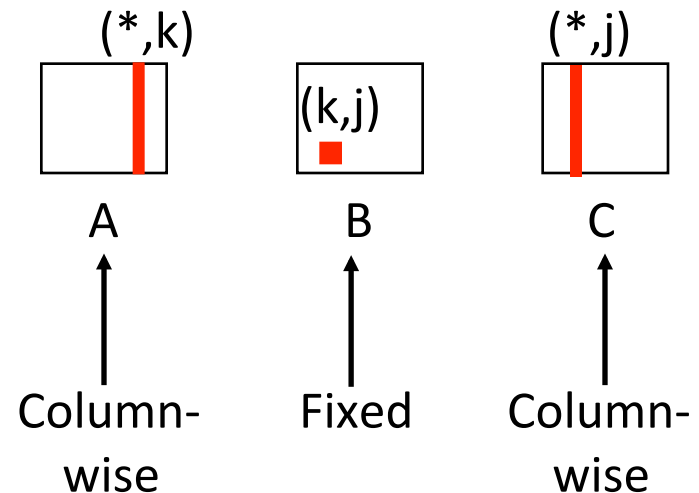 (*,k)
(*,j)
(k,j)
A
B
C
Column-
wise
Fixed
Column-
wise